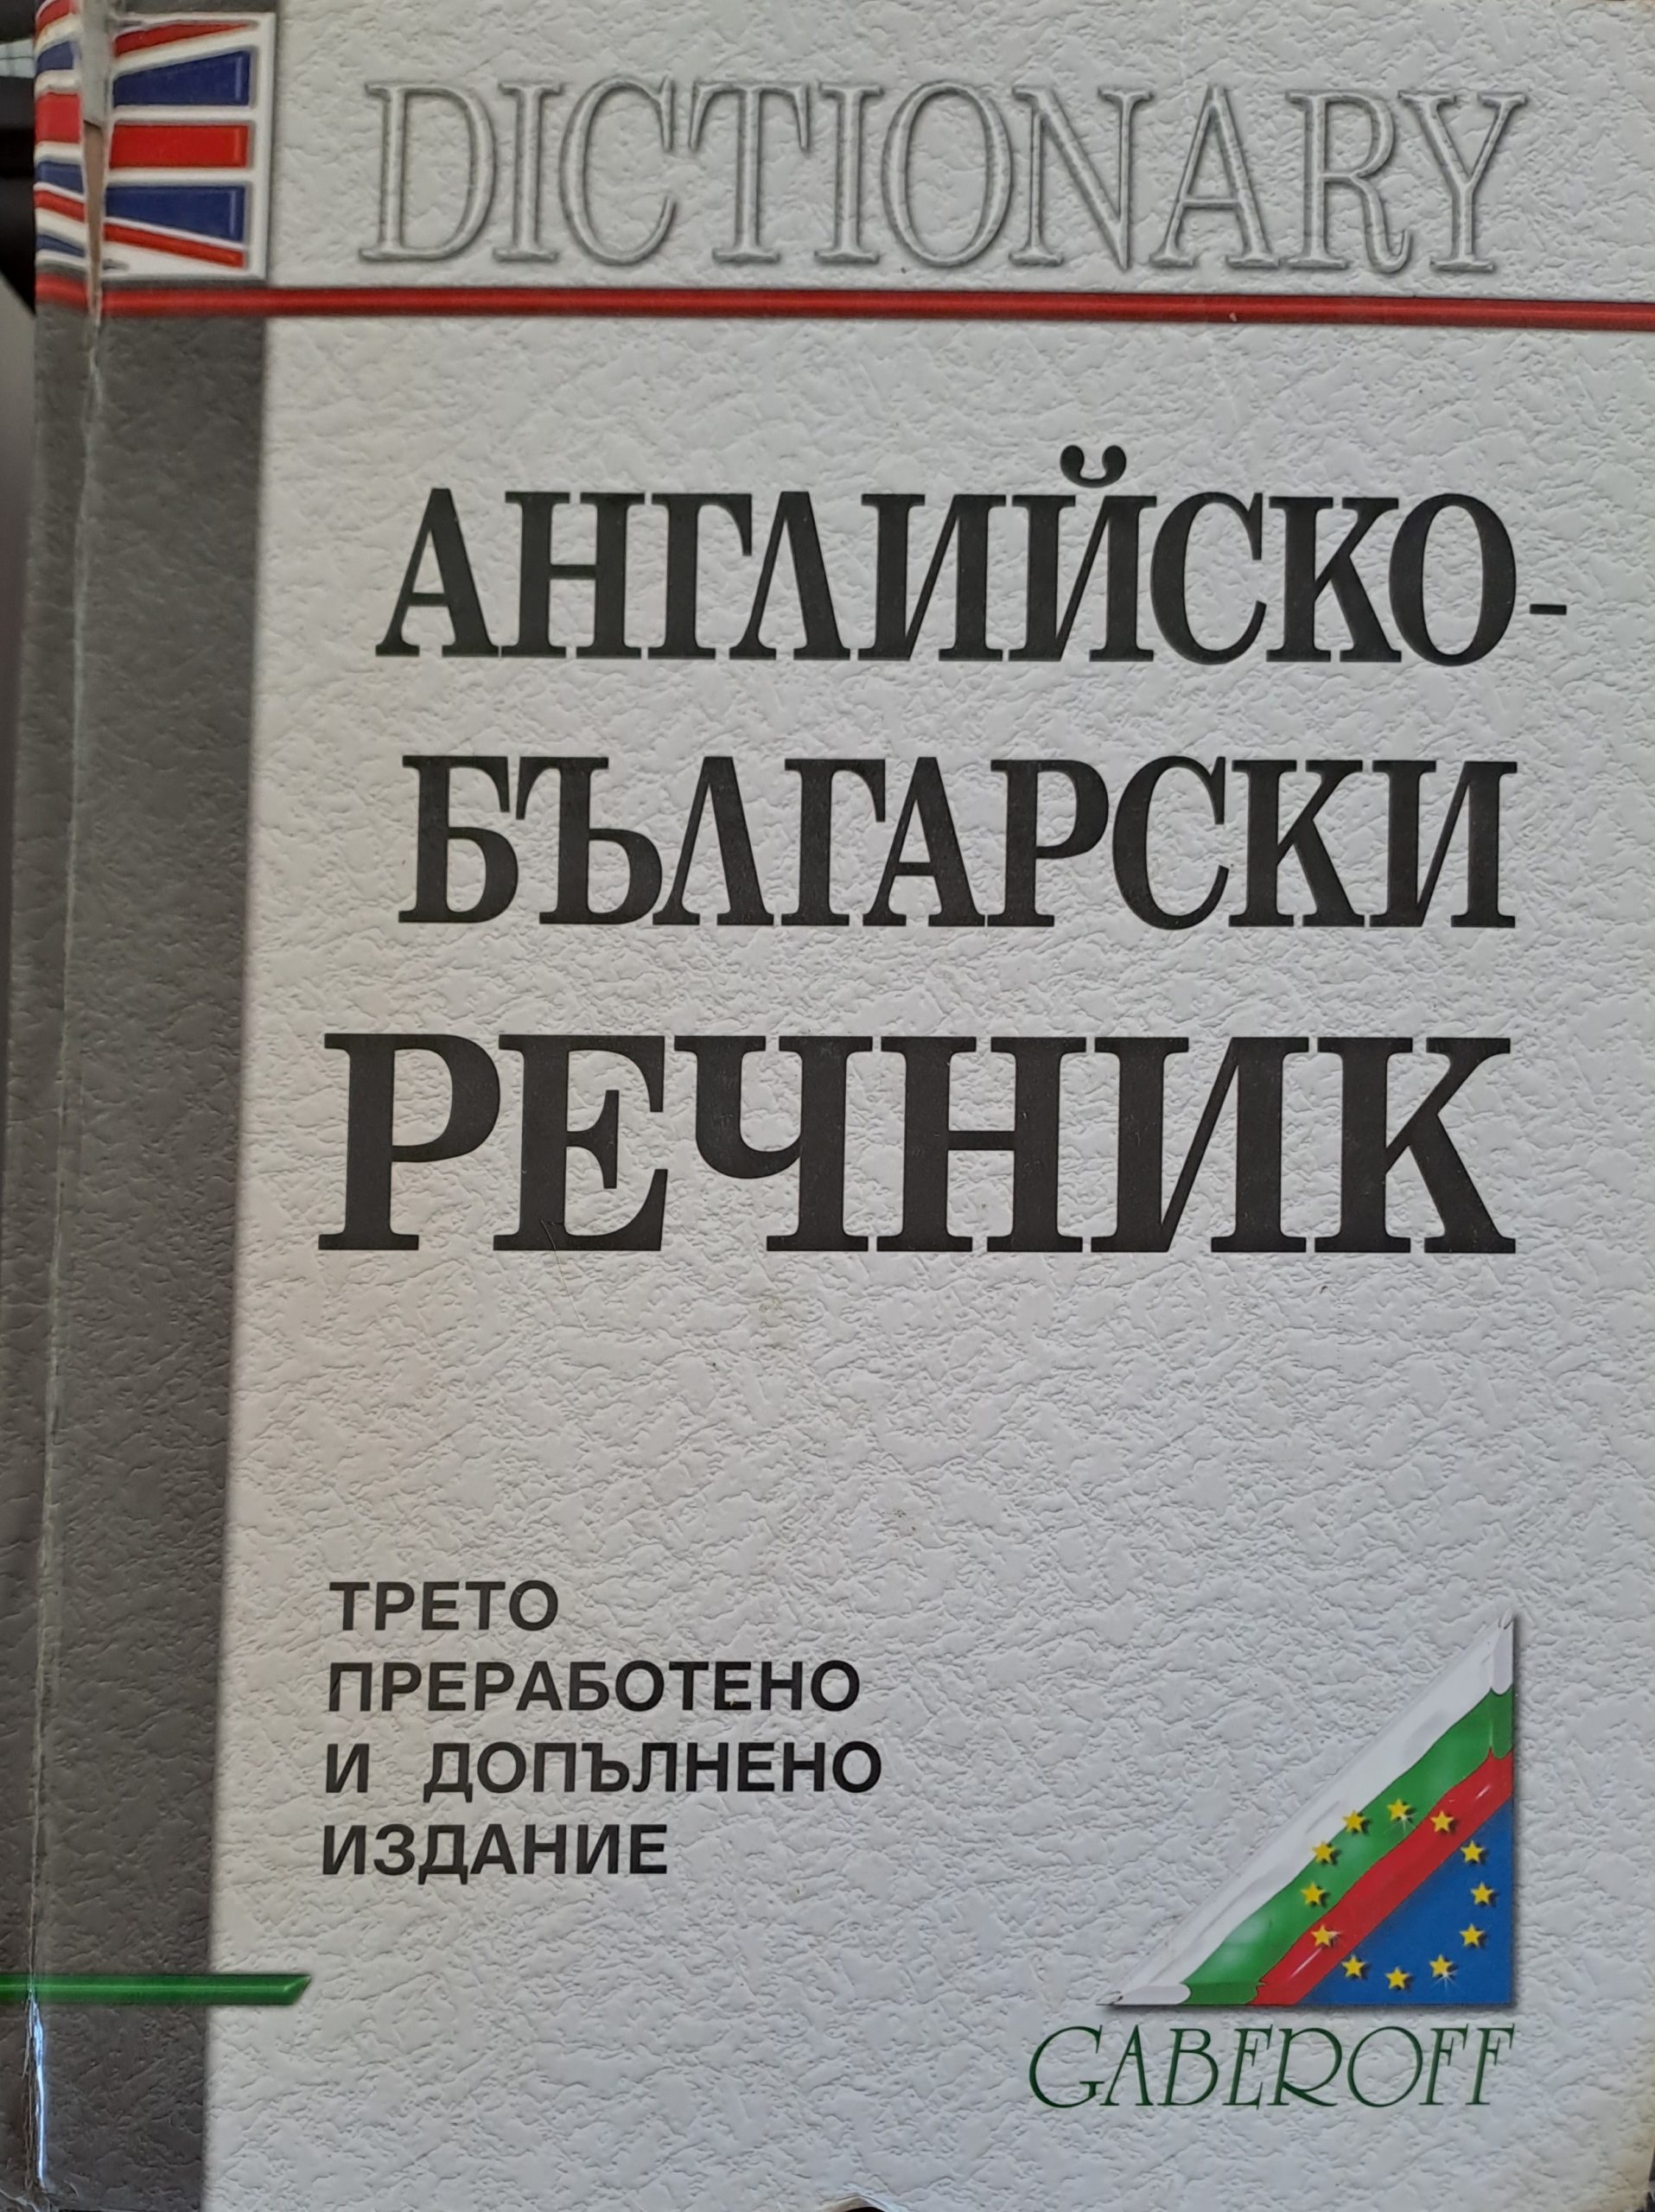 DICTIONARY
АНГЛИЙСКО-
БЪЛГАРСКИ
РЕЧНИК
ТРЕТО
ПРЕРАБОТЕНО
И ДОПЪЛНЕНО
ИЗДАНИЕ
GABEROFF